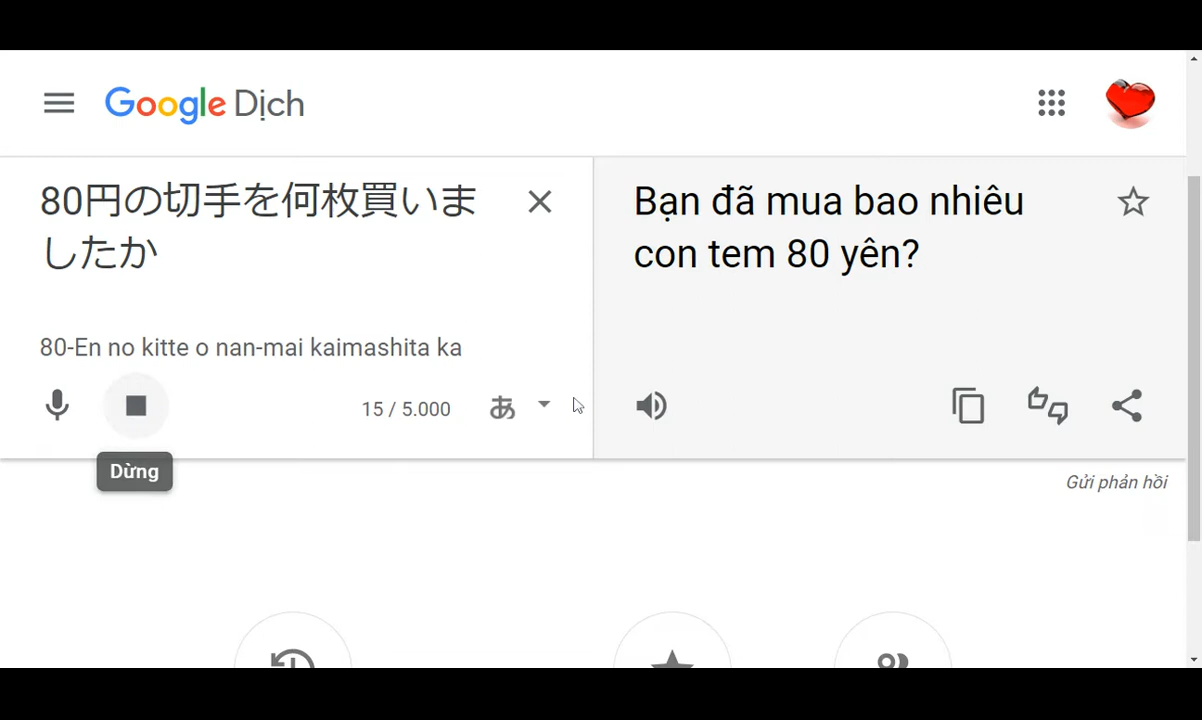 Google Dịch
80円の切手を何枚買いま
したか
80-En no kitte o nan-mai kaimashita ka
15 / 5.000
あ
Dừng
Bạn đã mua bao nhiêu
con tem 80 yên?
Gửi phản hồi